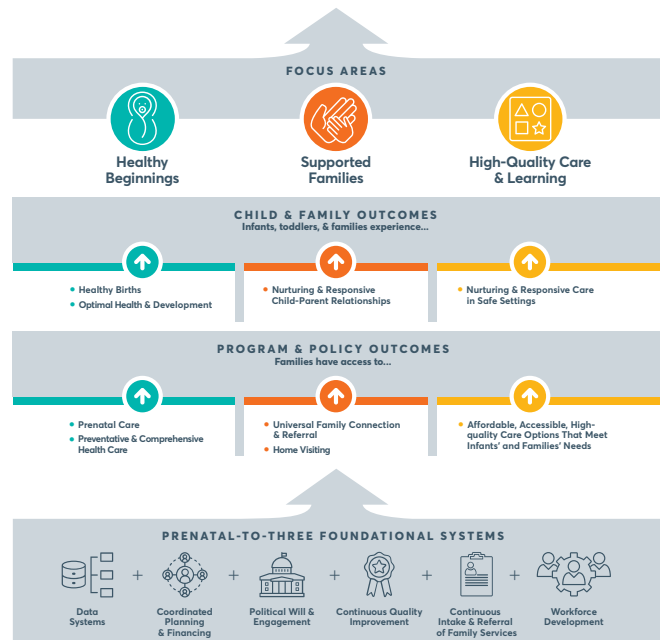 FOCUS AREAS
Healthy
Beginnings
Supported
Families
High-Quality Care
& Learning
CHILD & FAMILY OUTCOMES
Infants, toddlers, & families experience...
• Healthy Births
• Optimal Health & Development
• Nurturing & Responsive
Child-Parent Relationships
• Nurturing & Responsive Care
in Safe Settings
PROGRAM & POLICY OUTCOMES
Families have access to...
• Prenatal Care
• Preventative & Comprehensive
Health Care
• Universal Family Connection
& Referral
• Home Visiting
• Affordable, Accessible, High-
quality Care Options That Meet
Infants' and Families' Needs
PRENATAL-TO-THREE FOUNDATIONAL SYSTEMS
+ + + + +
Data
Systems
Coordinated
Planning
& Financing
Political Will &
Engagement
Continuous Quality
Improvement
Continuous
Intake & Referral
of Family Services
Workforce
Development